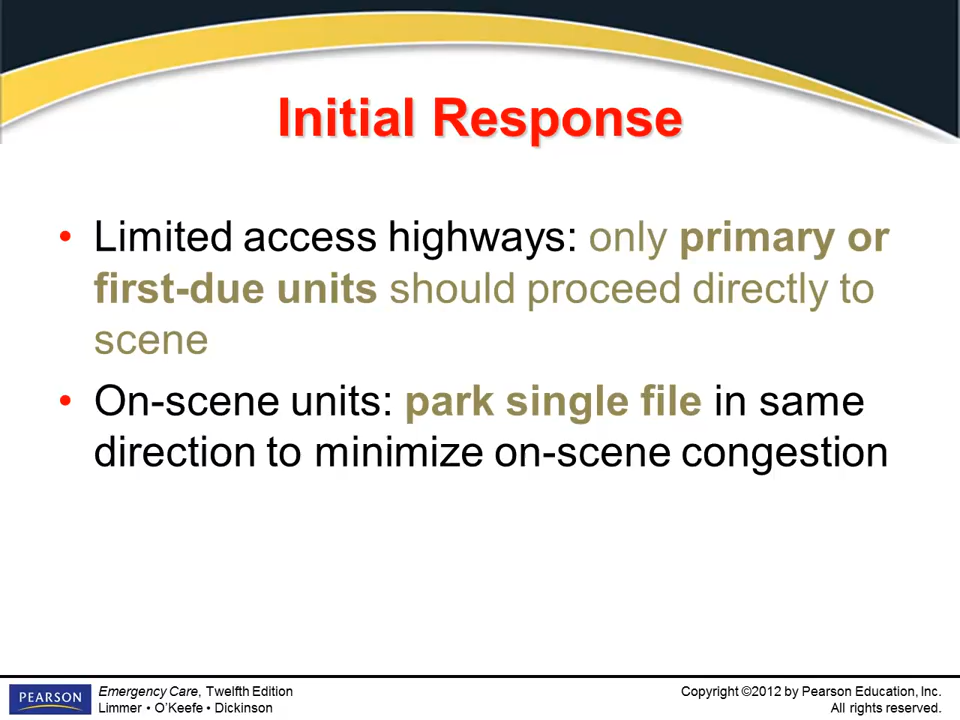 Initial Response
• Limited access highways: only primary or
first-due units should proceed directly to
scene
• On-scene units: park single file in same
direction to minimize on-scene congestion
PEARSON
Emergency Care, Twelfth Edition
Limmer • O’Keefe • Dickinson
Copyright ©2012 by Pearson Education, Inc.
All rights reserved.